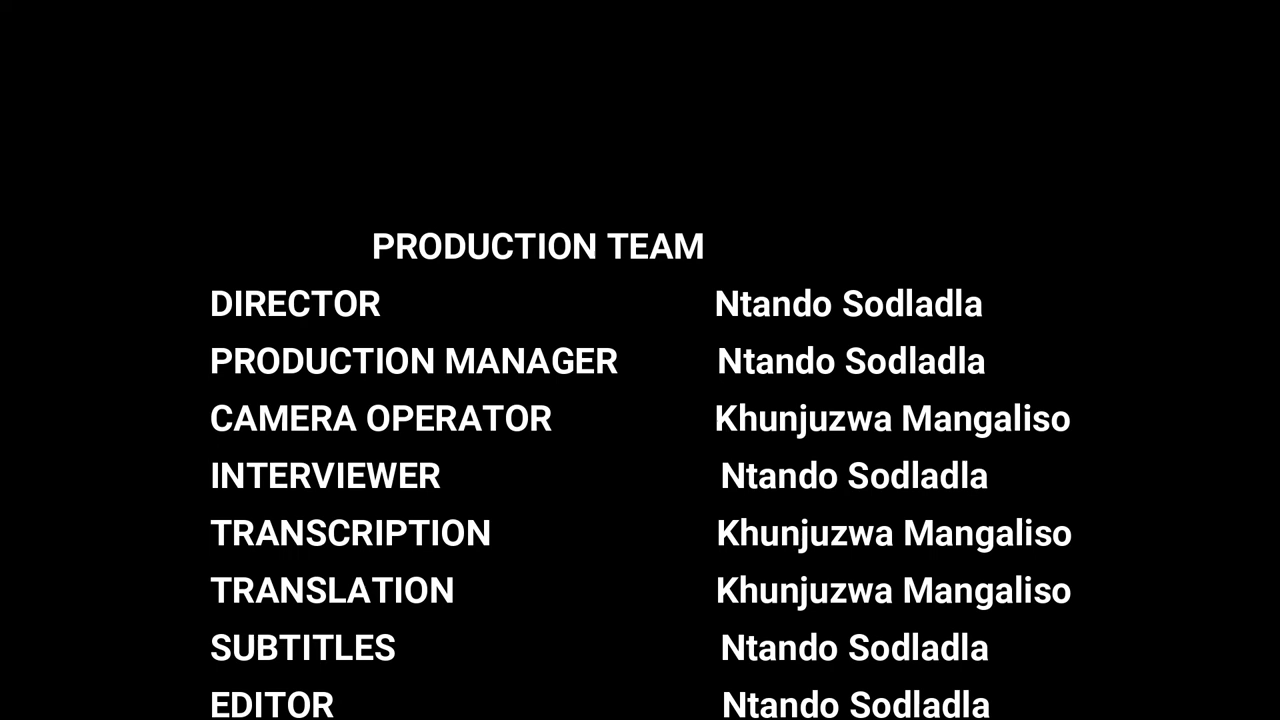 PRODUCTION TEAM
DIRECTOR Ntando Sodladla
PRODUCTION MANAGER Ntando Sodladla
CAMERA OPERATOR Khunjuzwa Mangaliso
INTERVIEWER Ntando Sodladla
TRANSCRIPTION Khunjuzwa Mangaliso
TRANSLATION Khunjuzwa Mangaliso
SUBTITLES Ntando Sodladla
EDITOR Ntando Sodladla